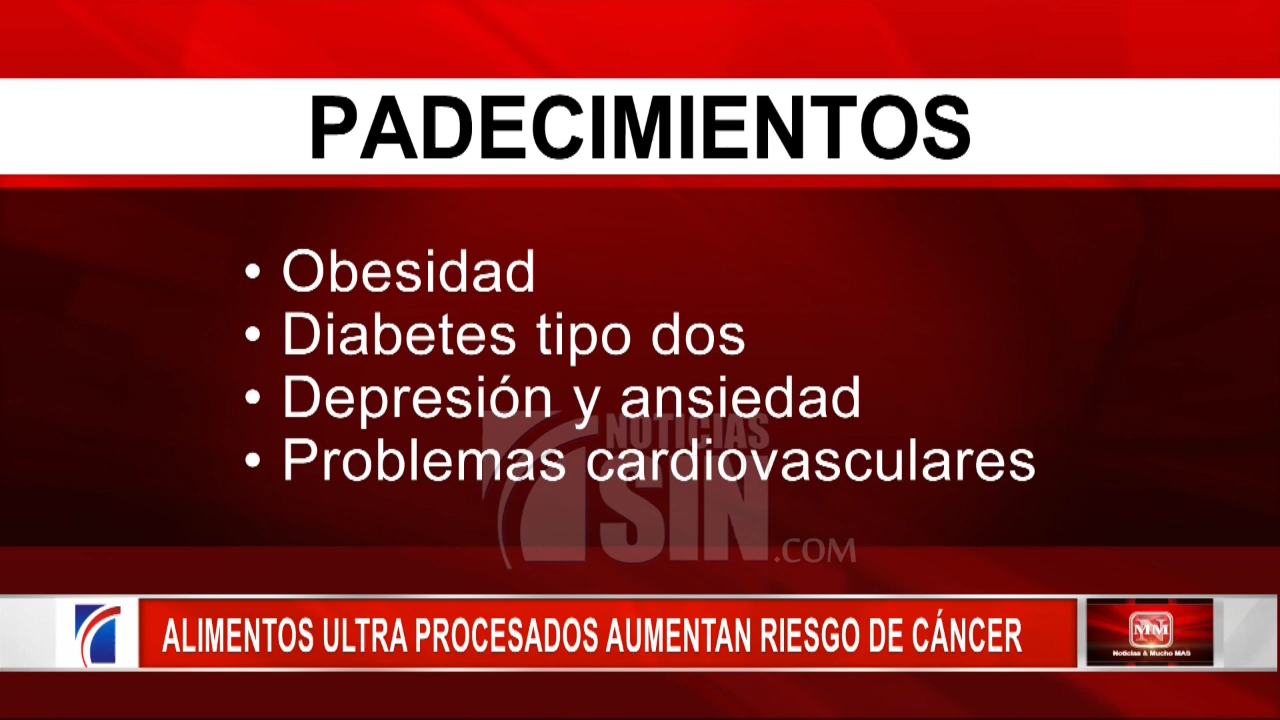 PADECIMIENTOS
• Obesidad
• Diabetes tipo dos
• Depresión y ansiedad
• Problemas cardiovasculares
NOTICIAS
SIN
.COM
ALIMENTOS ULTRA PROCESADOS AUMENTAN RIESGO DE CÁNCER
N
MM
Noticias & Mucho MAS